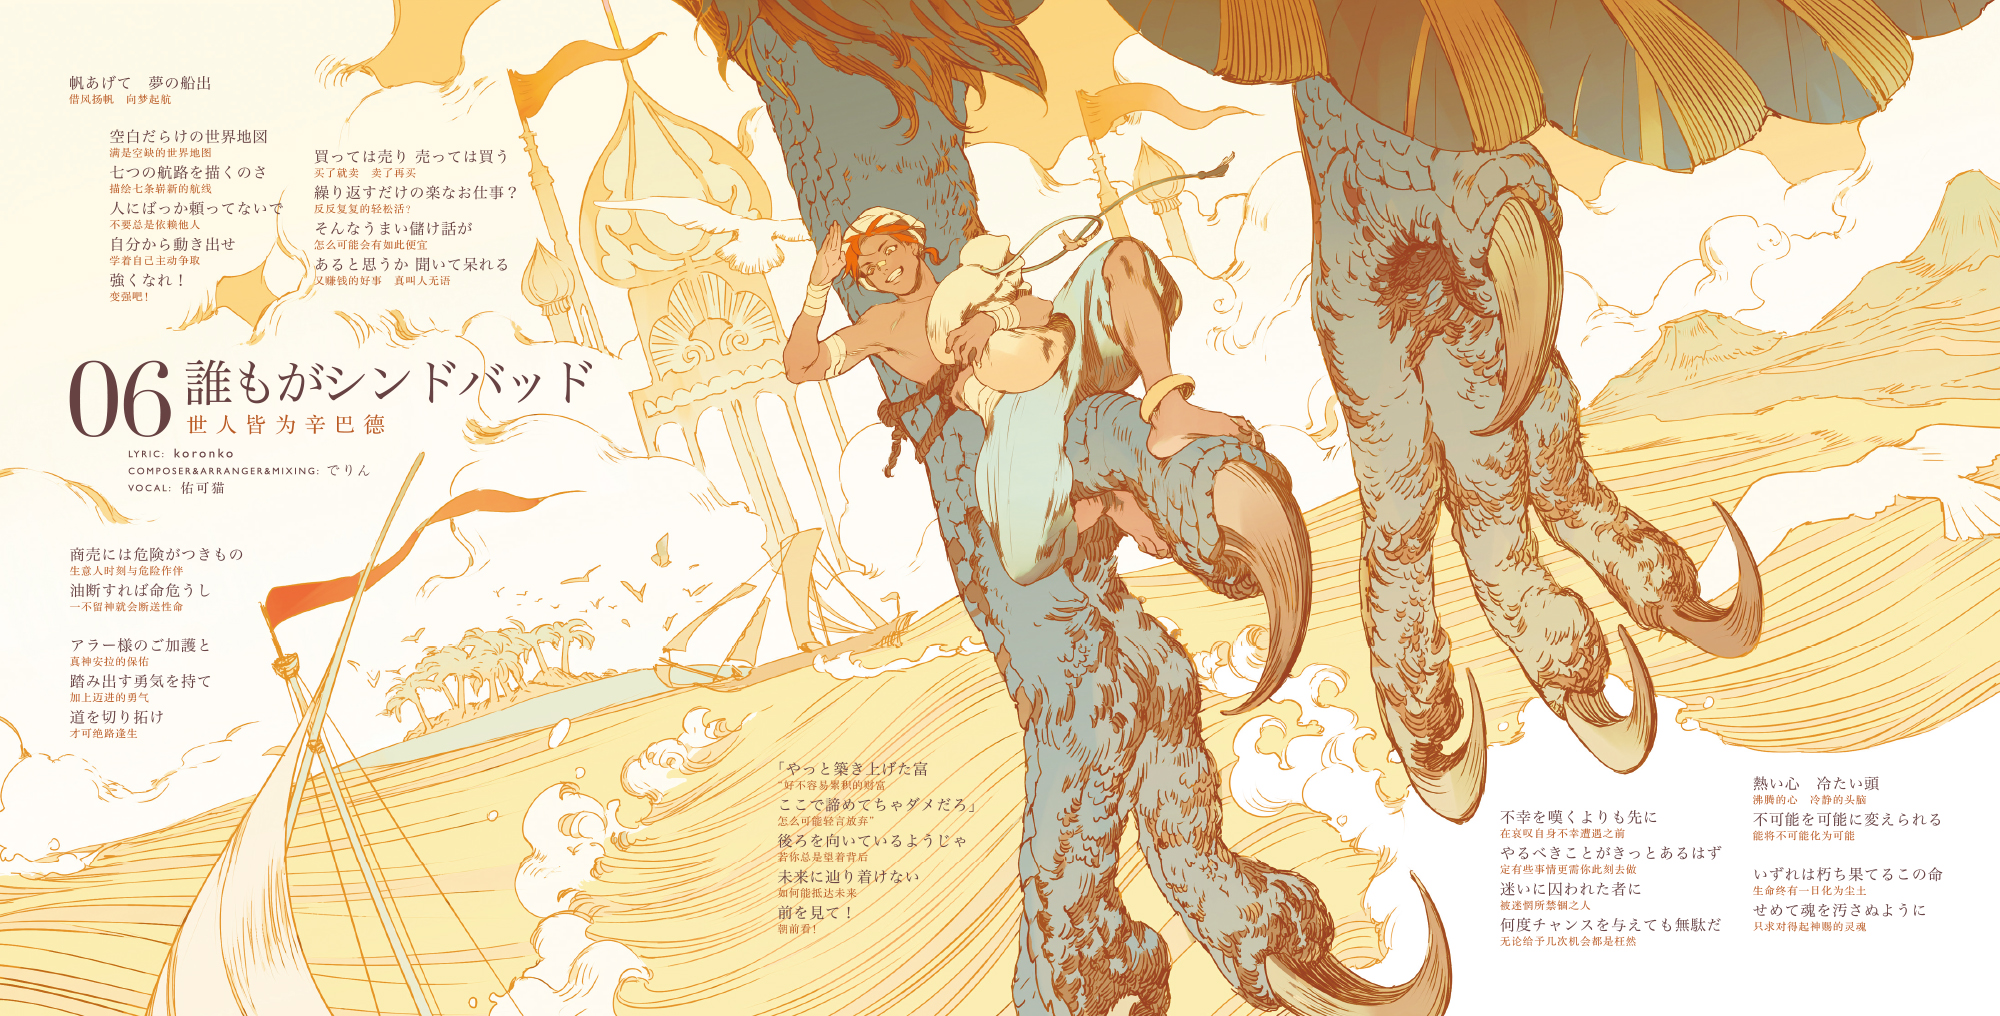 帆あげて　夢の船出
借风扬帆　向梦起航
空白だらけの世界地図
满是空缺的世界地图
七つの航路を描くのさ
描绘七条崭新的航线
人にばっか頼ってないで
不要总是依赖他人
自分から動き出せ
学着自己主动争取
強くなれ！
变强吧！
買っては売り 売っては買う
买了就卖　卖了再买
繰り返すだけの楽なお仕事？
反反复复的轻松活？
そんなうまい儲け話が
怎么可能会有如此便宜
あると思うか 聞いて呆れる
又赚钱的好事　真叫人无语
06 誰もがシンドバッド
世人皆为辛巴德
LYRIC: koronko
COMPOSER&ARRANGER&MIXING: でりん
VOCAL: 佑可猫
商売には危険がつきもの
生意人时刻与危险作伴
油断すれば命危うし
一不留神就会断送性命
アラー様のご加護と
真神安拉的保佑
踏み出す勇気を持て
加上迈进的勇气
道を切り拓け
才可绝路逢生
「やっと築き上げた富
“好不容易累积的财富
ここで諦めてちゃダメだろ」
怎么可能轻言放弃”
後ろを向いているようじゃ
若你总是望着背后
未来に辿り着けない
如何能抵达未来
前を見て！
朝前看！
不幸を嘆くよりも先に
在哀叹自身不幸遭遇之前
やるべきことがきっとあるはず
定有些事情更需你此刻去做
迷いに囚われた者に
被迷惘所禁锢之人
何度チャンスを与えても無駄だ
无论给予几次机会都是枉然
熱い心　冷たい頭
沸腾的心　冷静的头脑
不可能を可能に変えられる
能将不可能化为可能
いずれは朽ち果てるこの命
生命终有一日化为尘土
せめて魂を汚さぬように
只求对得起神赐的灵魂